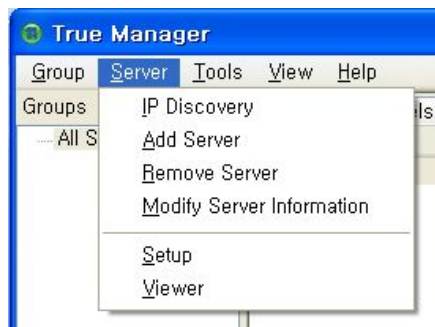 True Manager
Group Server Tools View Help
Groups
All S
els
IP Discovery
Add Server
Remove Server
Modify Server Information
Setup
Viewer